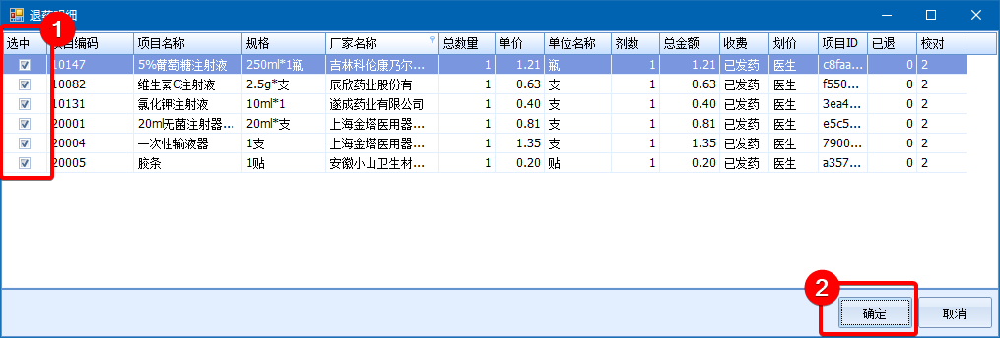 退药明细
1
选中 项目编码 项目名称 规格 厂家名称 总数量 单价 单位名称 剂数 总金额 收费 划价 项目ID 已退 核对
10147 5%葡萄糖注射液 250ml*1瓶 吉林科伦康乃尔... 1 1.21 瓶 1 1.21 已发药 医生 c8faa... 0 2
10082 维生素C注射液 2.5g*支 辰欣药业股份有 1 0.63 支 1 0.63 已发药 医生 f550... 0 2
10131 氯化钾注射液 10ml*1 遂成药业有限公司 1 0.40 支 1 0.40 已发药 医生 3ea4... 0 2
20001 20ml无菌注射器... 20ml*支 上海金塔医用器... 1 0.81 支 1 0.81 已发药 医生 e5c5... 0 2
20004 一次性输液器 1支 上海金塔医用器... 1 1.35 支 1 1.35 已发药 医生 7900... 0 2
20005 胶条 1贴 安徽小山卫生材... 1 0.20 贴 1 0.20 已发药 医生 a357... 0 2
2
确定 取消